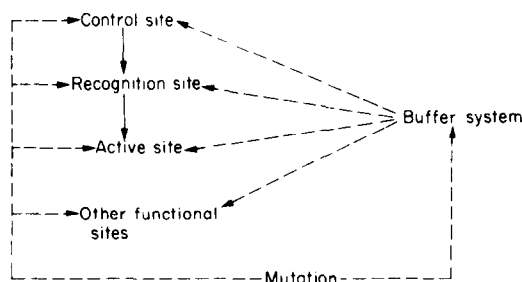 Control site
Recognition site
Buffer system
Active site
Other functional
sites
Mutation